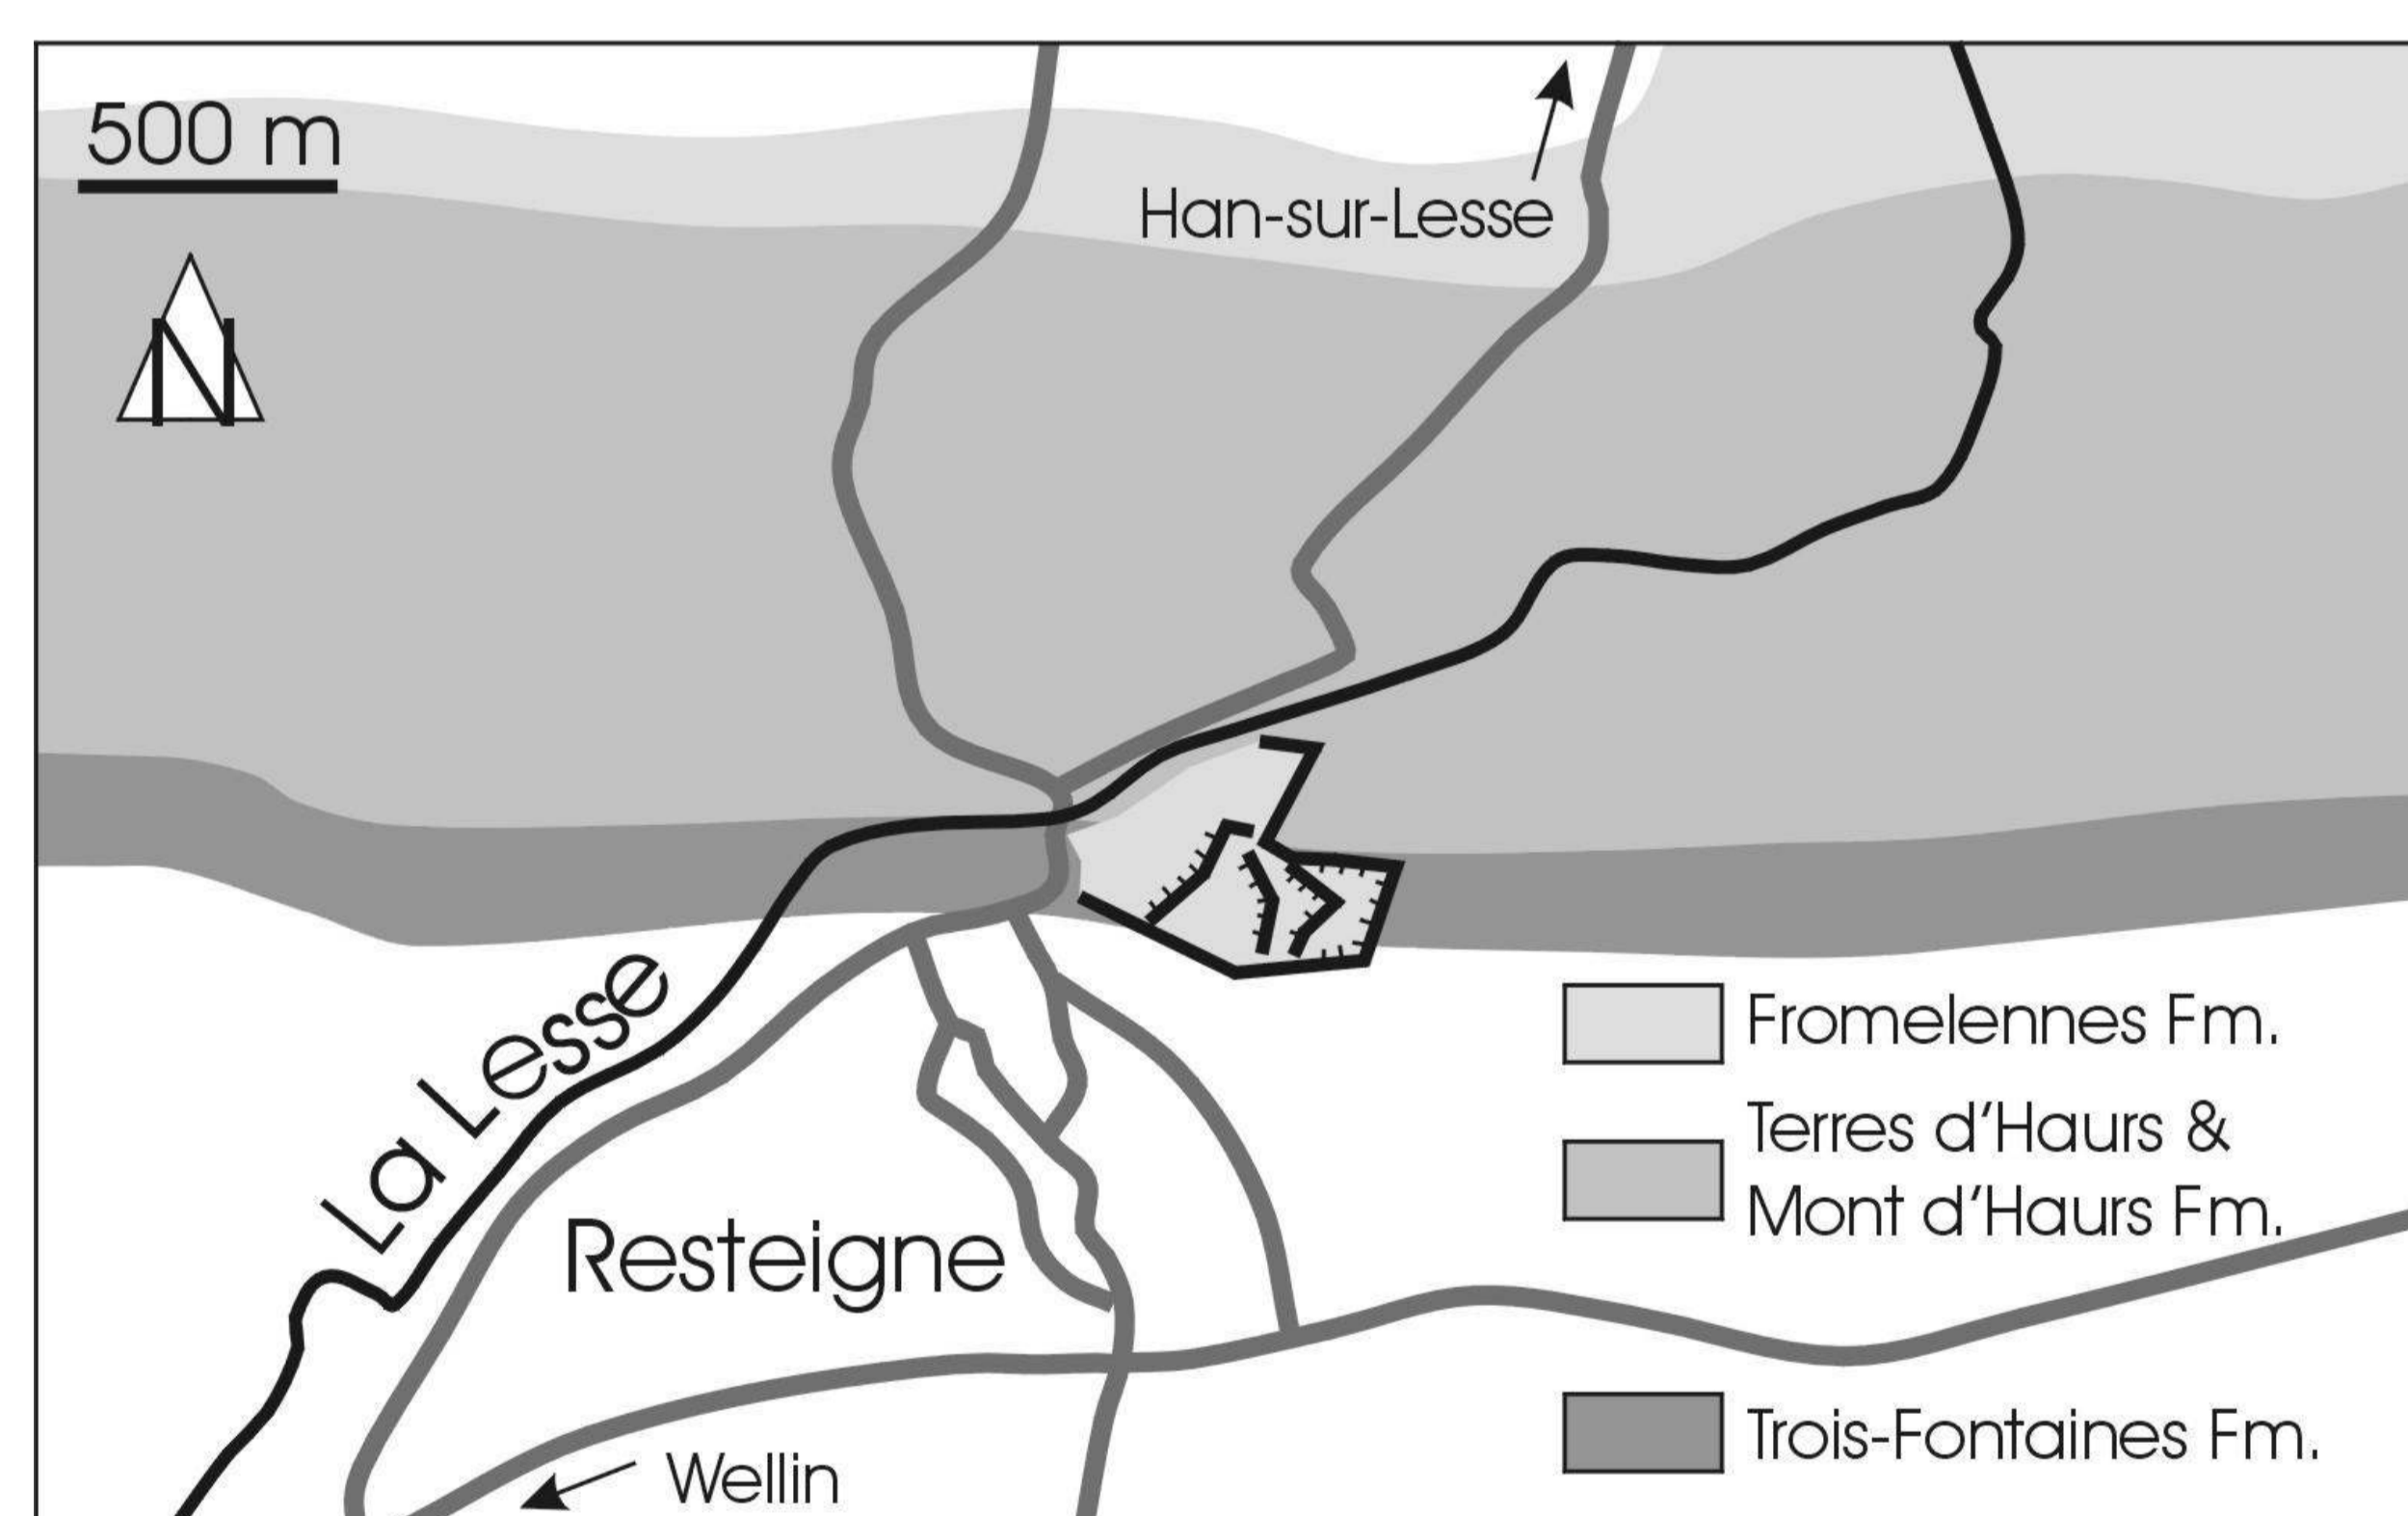 500 m
N
Han-sur-Lesse
La Lesse
Resteigne
Wellin
Fromelennes Fm.
Terres d'Haurs &
Mont d'Haurs Fm.
Trois-Fontaines Fm.